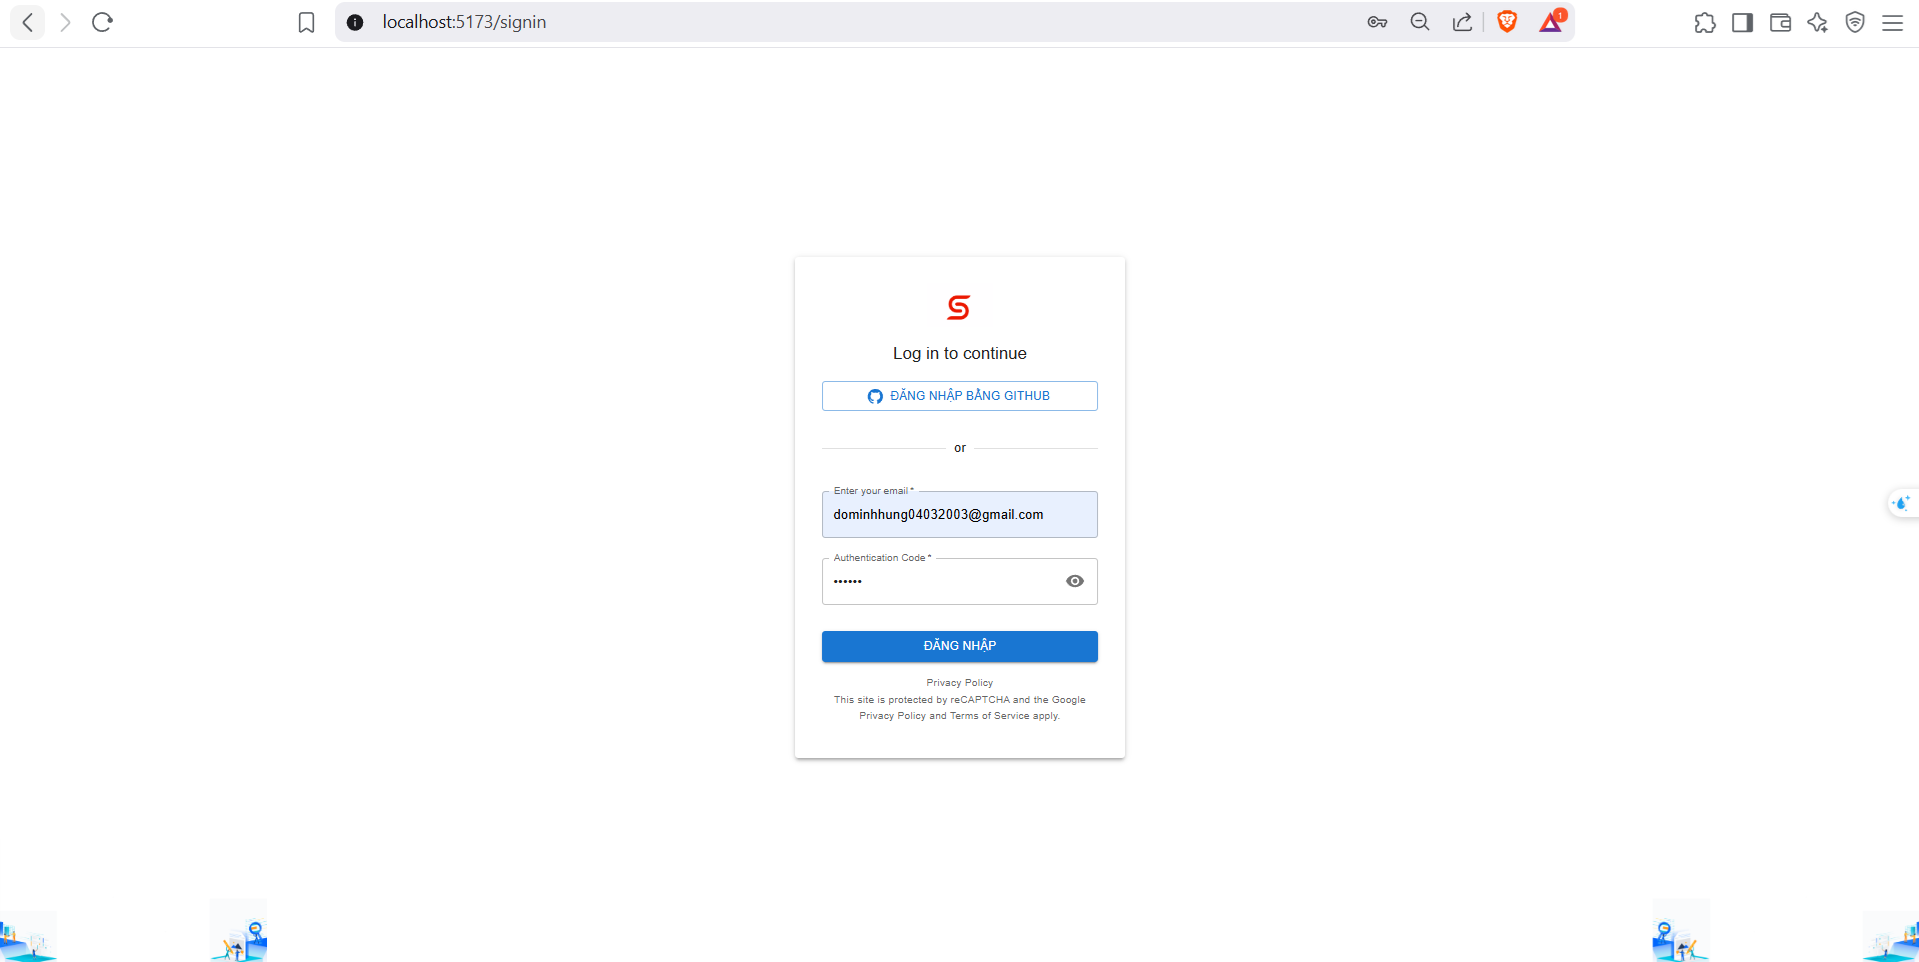 localhost:5173/signin
1
Log in to continue
ĐĂNG NHẬP BẰNG GITHUB
or
Enter your email *
dominhhung04032003@gmail.com
Authentication Code *
••••••
ĐĂNG NHẬP
Privacy Policy
This site is protected by reCAPTCHA and the Google
Privacy Policy and Terms of Service apply.